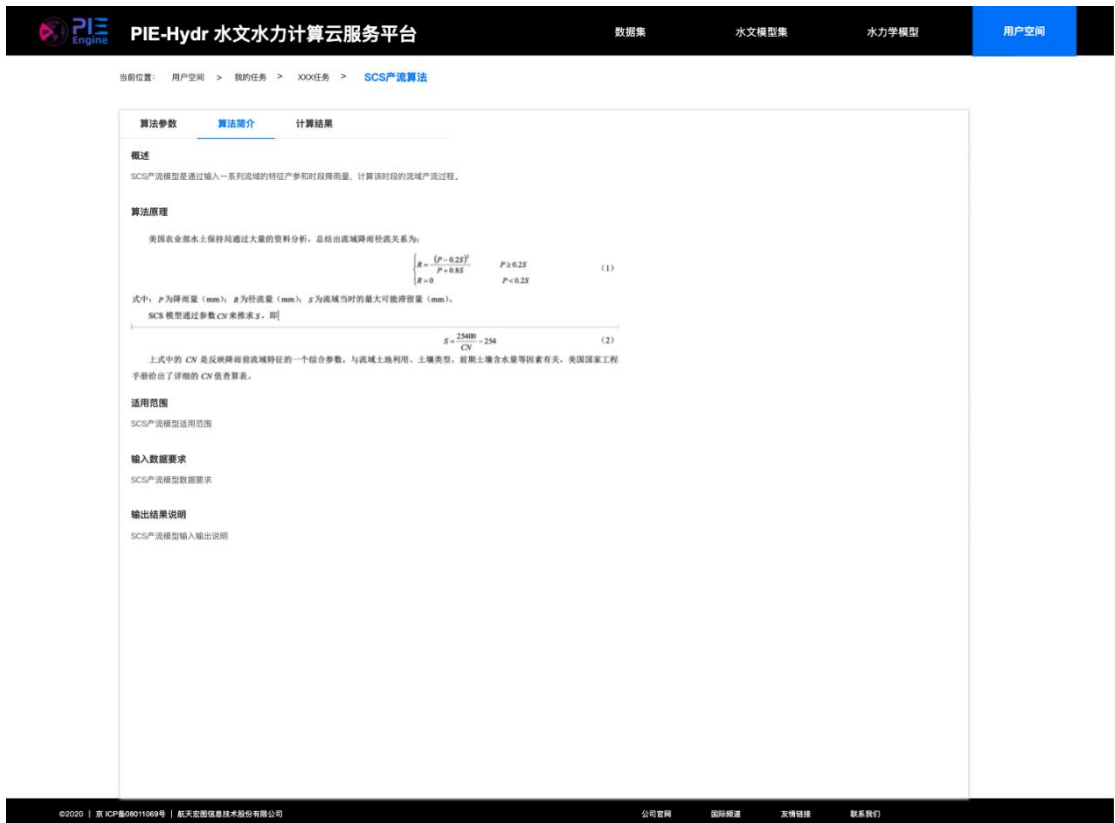 PIE
Engine
PIE-Hydr 水文水力计算云服务平台
数据集
水文模型集
水力学模型
用户空间
当前位置: 用户空间 > 我的任务 > XXX任务 > SCS产流算法
算法参数
算法简介
计算结果
概述
SCS产流模型是通过输入一系列流域的特征产参和时段降雨量，计算该时段的流域产流过程。
算法原理
美国农业部水土保持局通过大量的资料分析，总结出流域降雨径流关系为:
R = (P − 0.2S)² / P + 0.8S P ≥ 0.2S (1)
R = 0 P < 0.2S
式中: P为降雨量（mm）; R为径流量（mm）; S为流域当时的最大可能滞留量（mm）。
SCS 模型通过参数 CN 来推求 S，即
S = 25400 / CN − 254 (2)
上式中的 CN 是反映降雨前流域特征的一个综合参数，与流域土地利用、土壤类型、前期土壤含水量等因素有关，美国国家工程
手册给出了详细的 CN 值查算表。
适用范围
SCS产流模型适用范围
输入数据要求
SCS产流模型数据要求
输出结果说明
SCS产流模型输入输出说明
©2020 | 京 ICP备08011069号 | 航天宏图信息技术股份有限公司
公司官网
国际频道
友情链接
联系我们